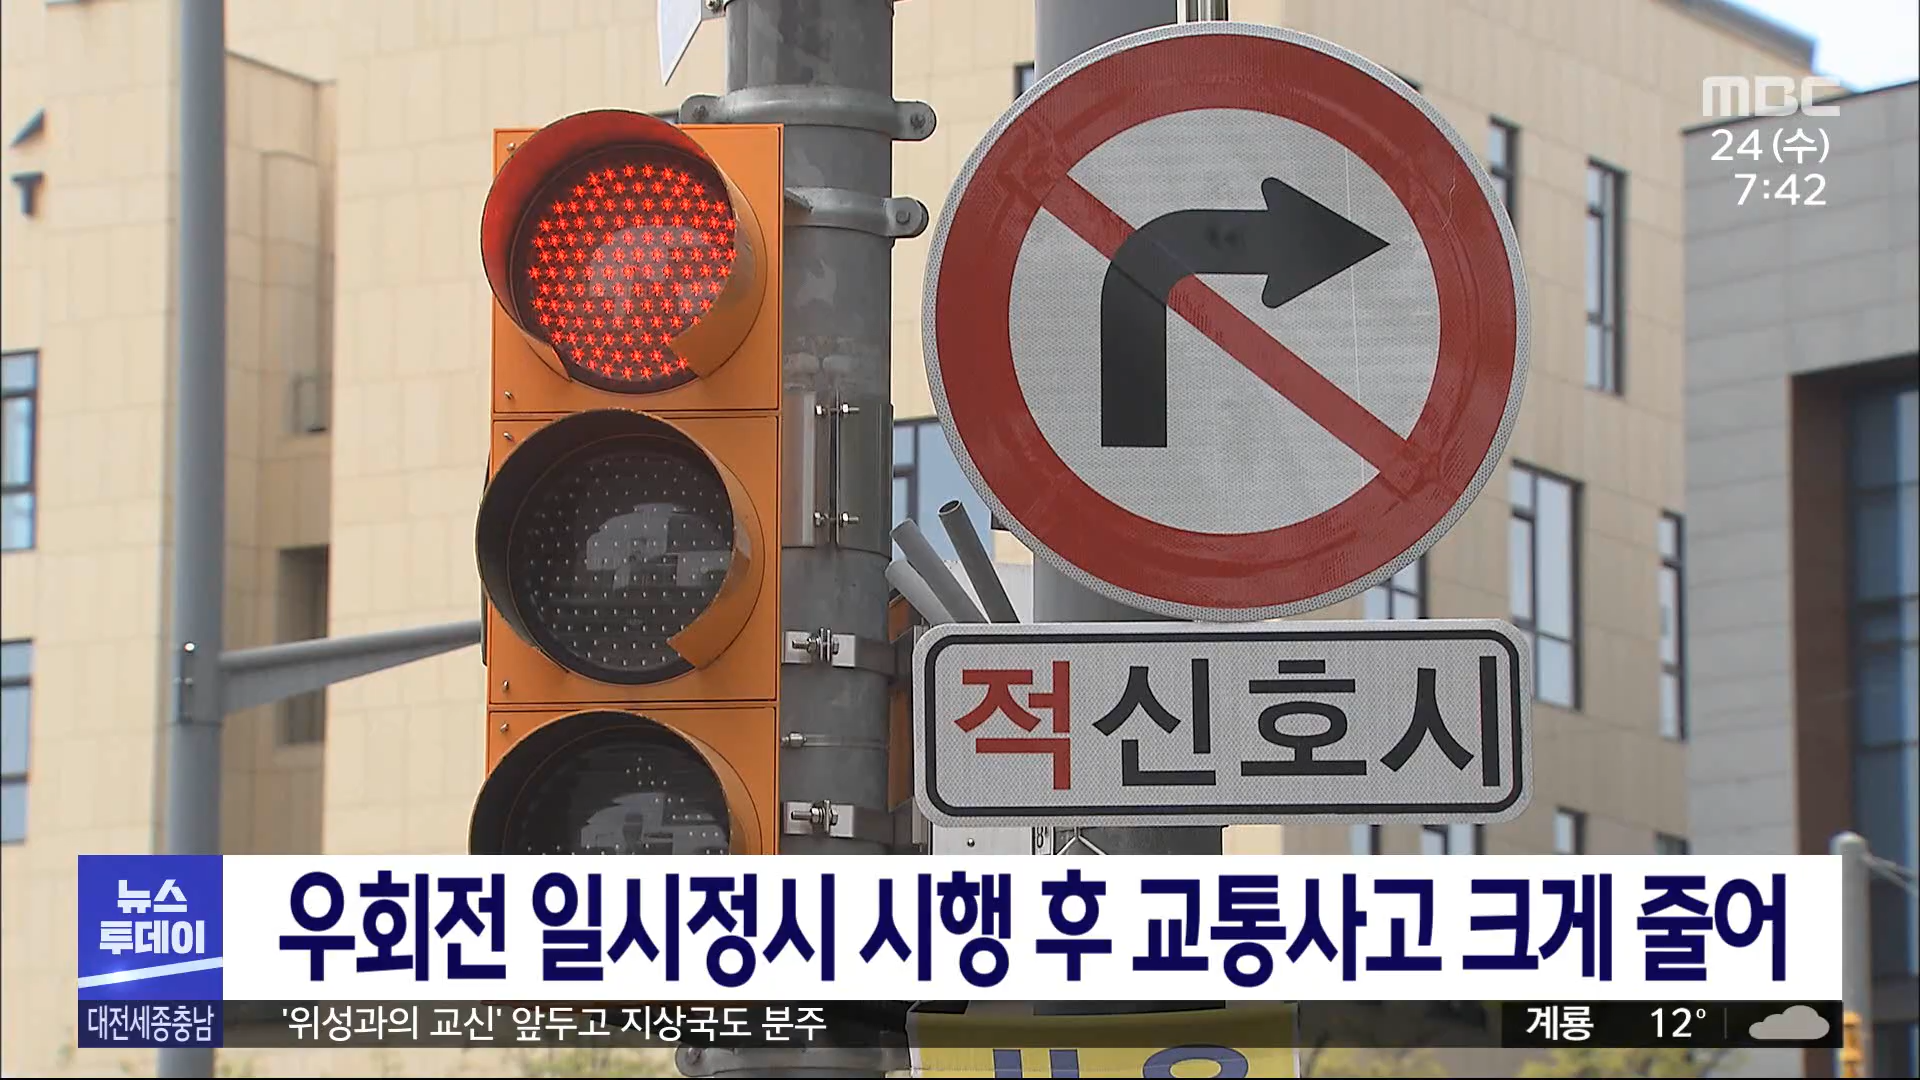 MBC
24 (수)
7:42
적신호시
뉴스
투데이
우회전 일시정시 시행 후 교통사고 크게 줄어
대전세종충남
'위성과의 교신' 앞두고 지상국도 분주
계룡 12°